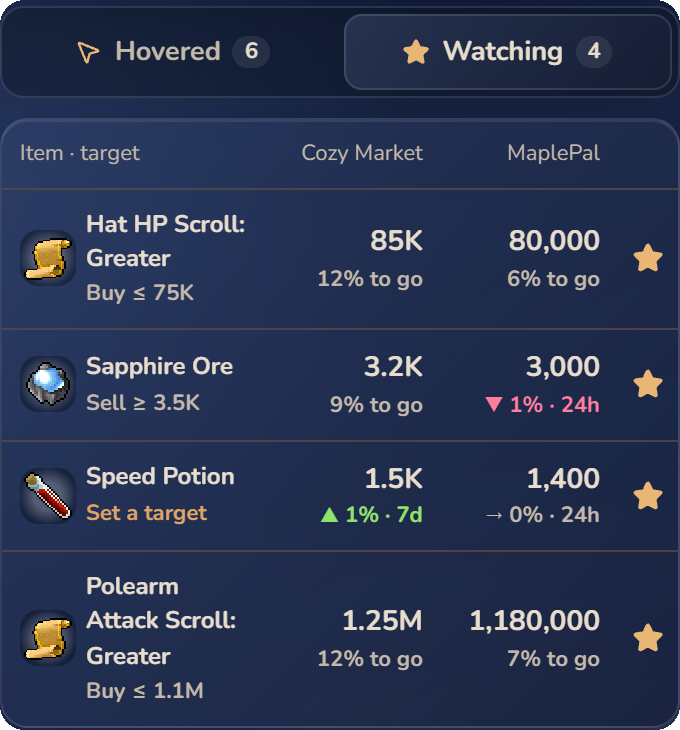 Hovered 6
Watching 4
Item · target Cozy Market MaplePal
Hat HP Scroll:
Greater
Buy ≤ 75K
85K
12% to go
80,000
6% to go
Sapphire Ore
Sell ≥ 3.5K
3.2K
9% to go
3,000
▼ 1% · 24h
Speed Potion
Set a target
1.5K
▲ 1% · 7d
1,400
→ 0% · 24h
Polearm
Attack Scroll:
Greater
Buy ≤ 1.1M
1.25M
12% to go
1,180,000
7% to go